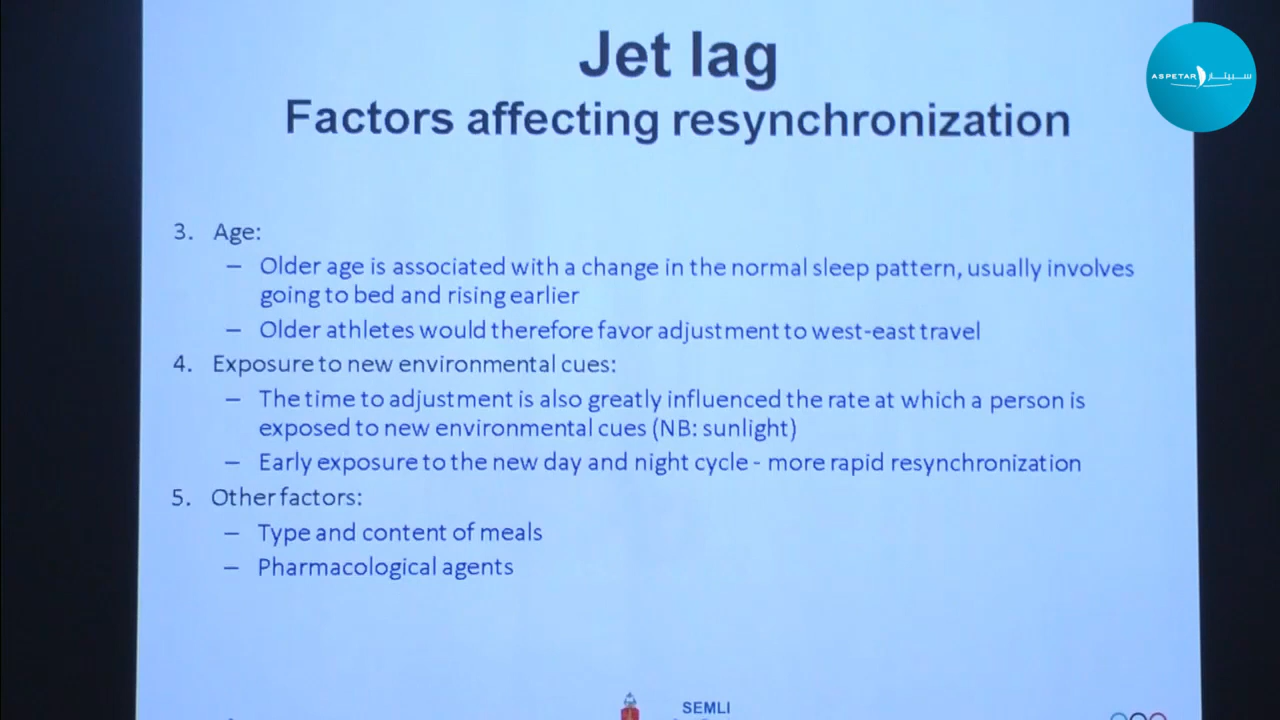 Jet lag
Factors affecting resynchronization
ASPETAR سبيتار
3. Age:
– Older age is associated with a change in the normal sleep pattern, usually involves
going to bed and rising earlier
– Older athletes would therefore favor adjustment to west-east travel
4. Exposure to new environmental cues:
– The time to adjustment is also greatly influenced the rate at which a person is
exposed to new environmental cues (NB: sunlight)
– Early exposure to the new day and night cycle - more rapid resynchronization
5. Other factors:
– Type and content of meals
– Pharmacological agents
SEMLI